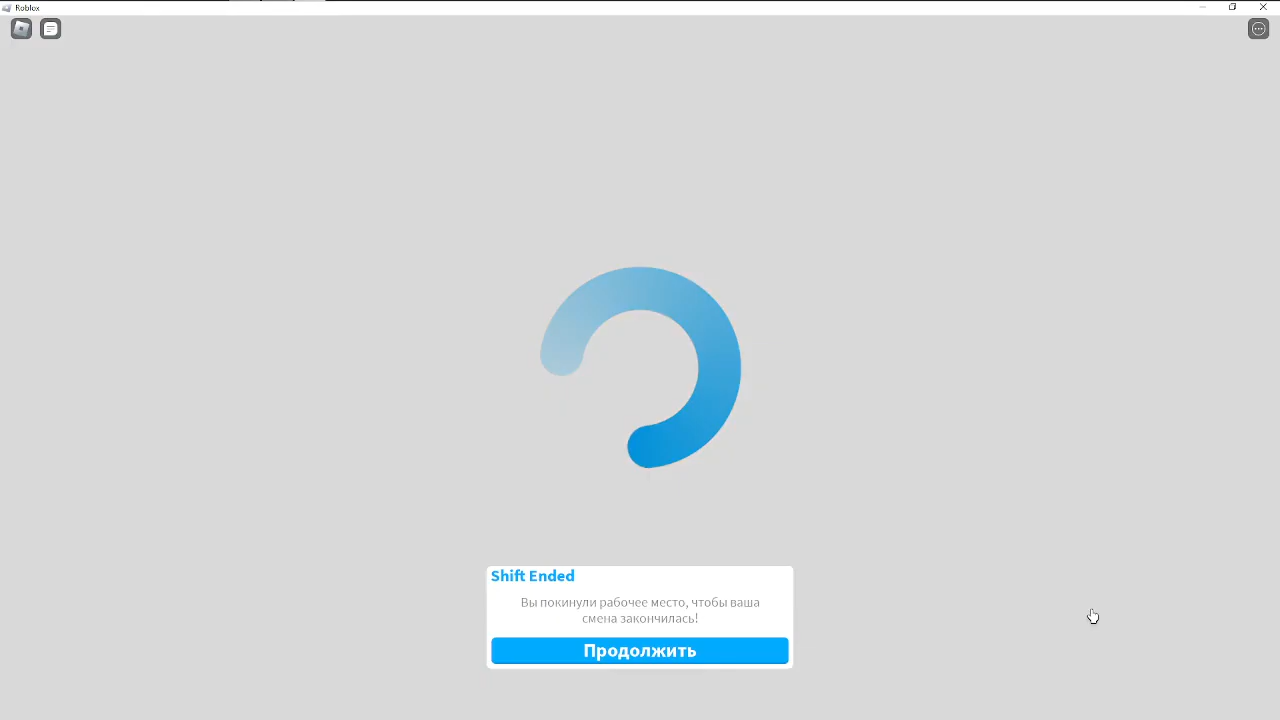 Roblox
Shift Ended
Вы покинули рабочее место, чтобы ваша
смена закончилась!
Продолжить